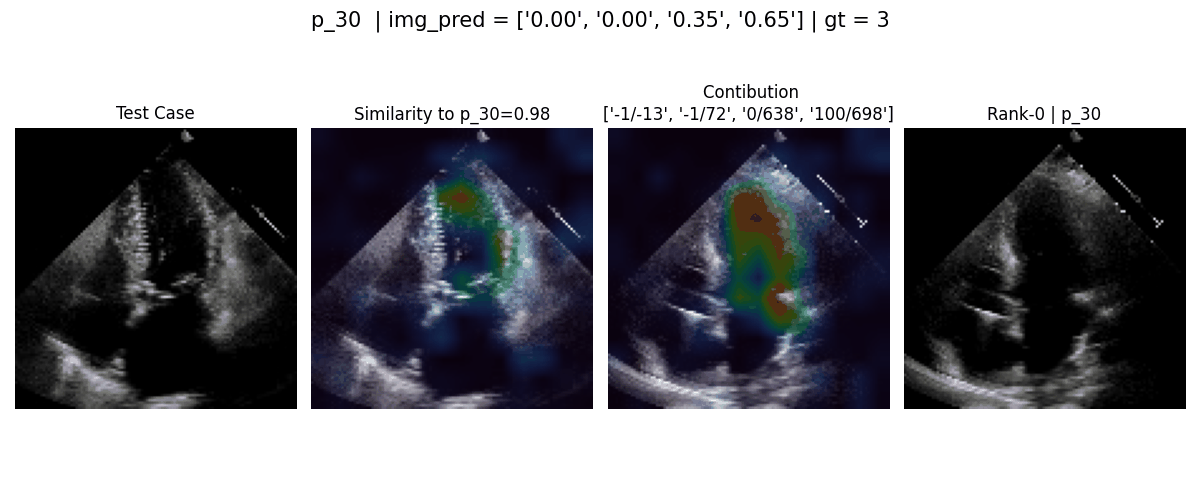 p_30 | img_pred = ['0.00', '0.00', '0.35', '0.65'] | gt = 3
Test Case
Similarity to p_30=0.98
Contibution
['-1/-13', '-1/72', '0/638', '100/698']
Rank-0 | p_30